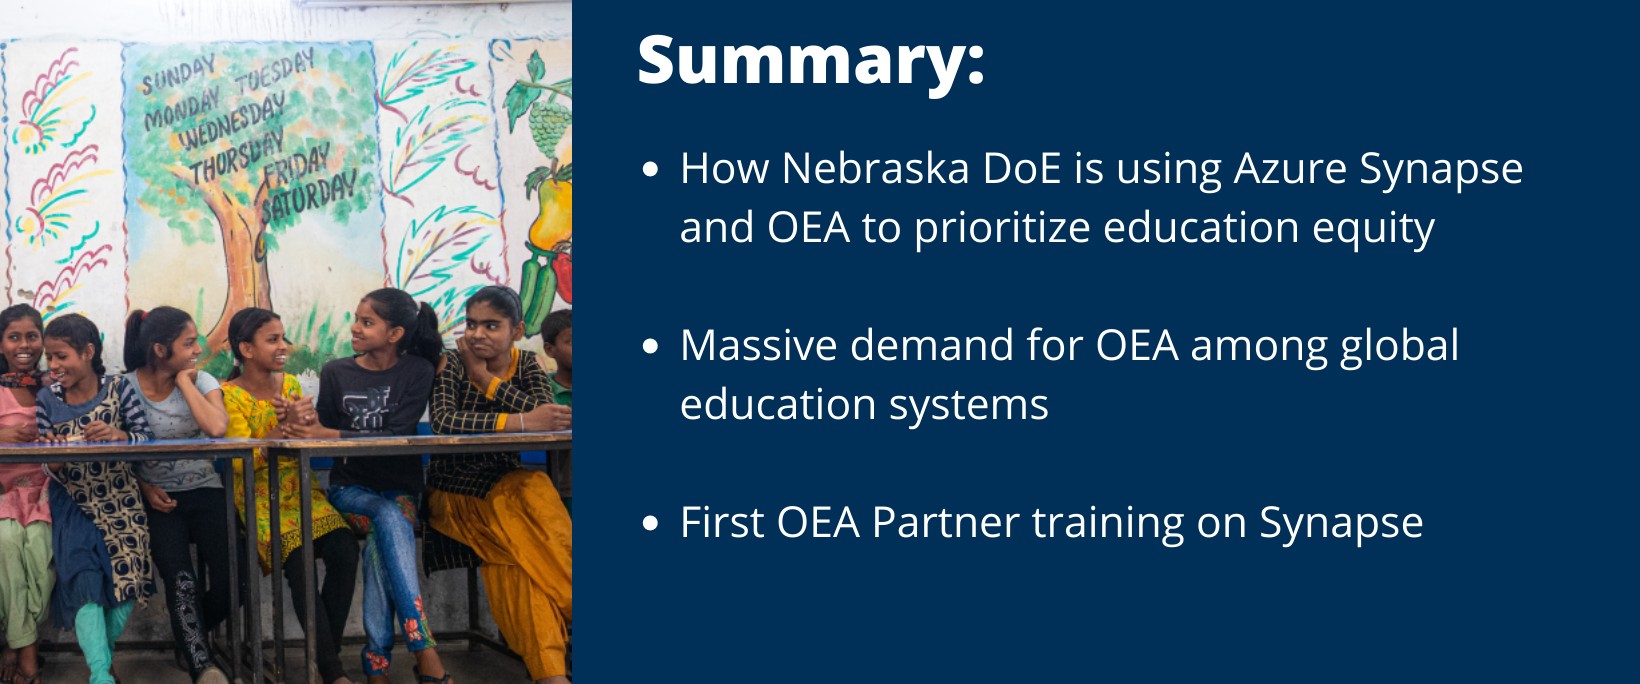 SUNDAY TUESDAY
MONDAY
WEDNESDAY
THURSDAY
FRIDAY
SATURDAY
Summary:
• How Nebraska DoE is using Azure Synapse
and OEA to prioritize education equity
• Massive demand for OEA among global
education systems
• First OEA Partner training on Synapse